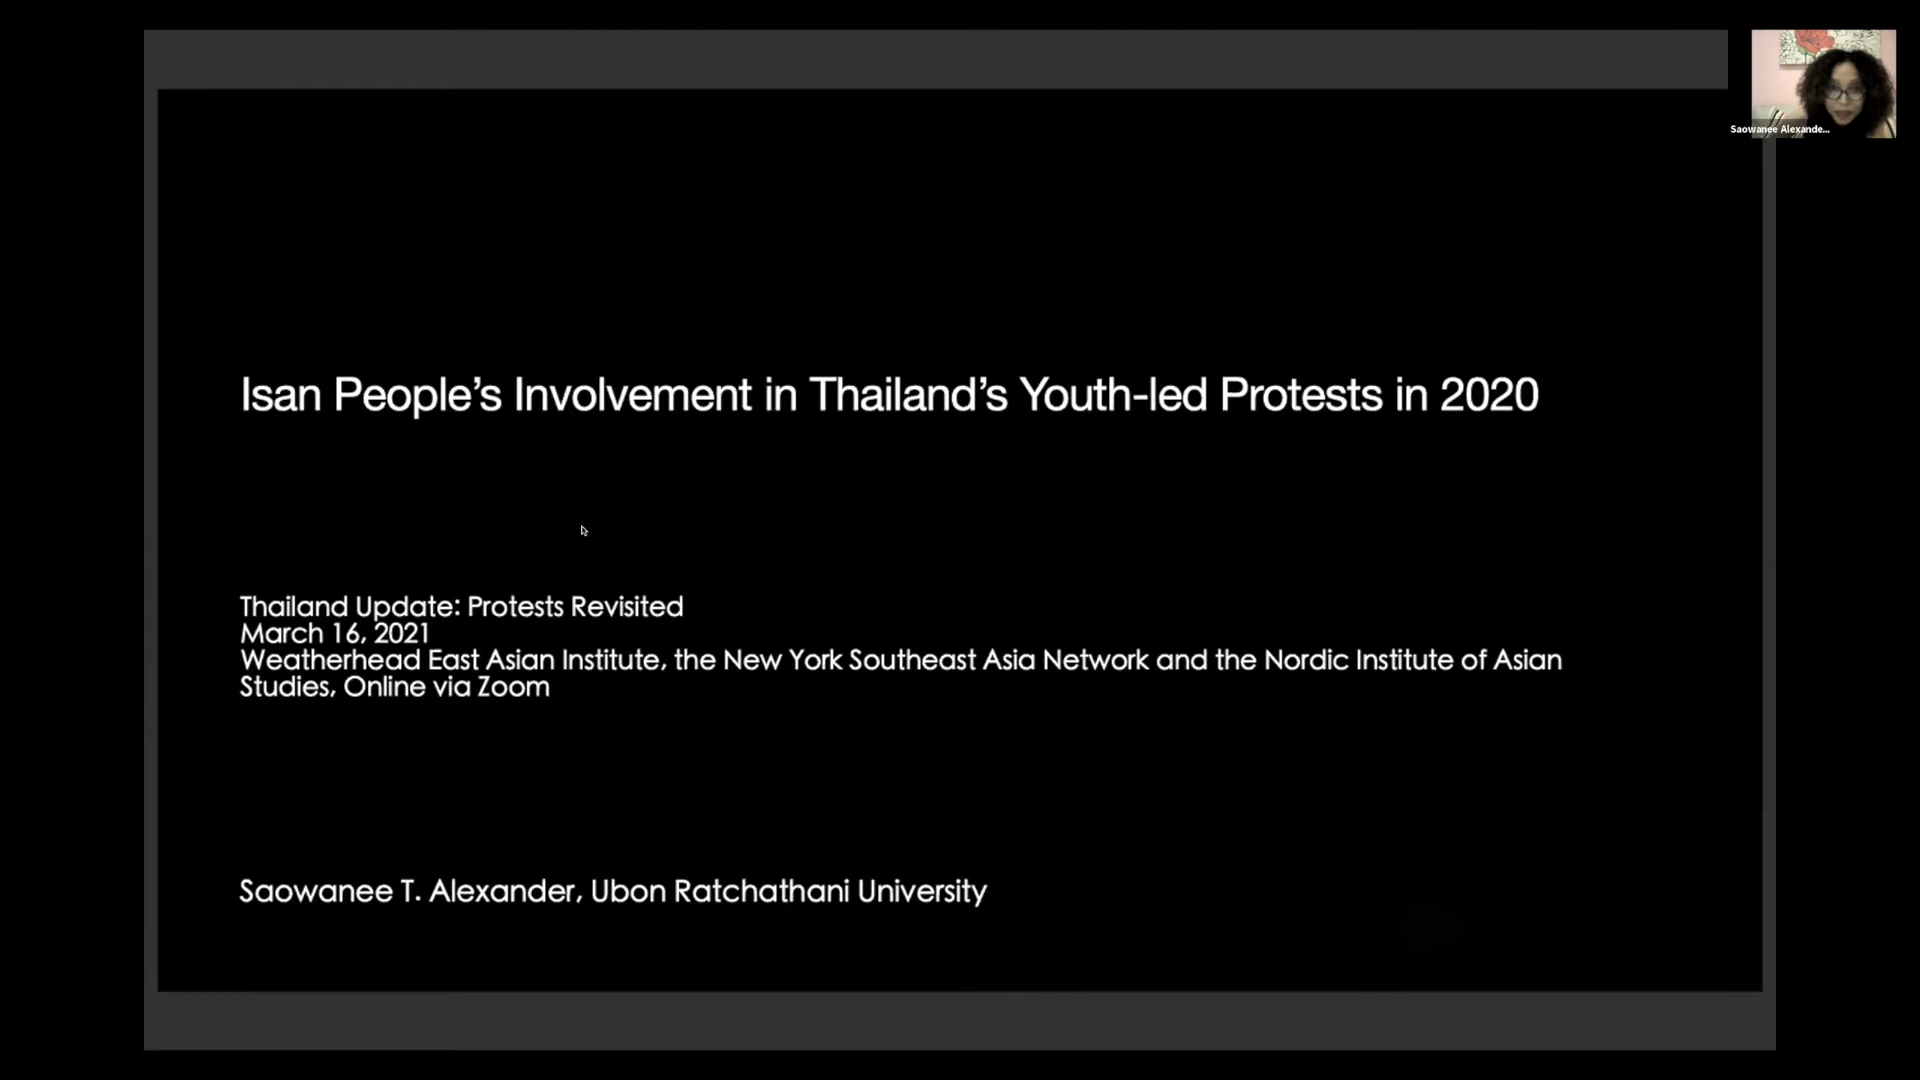 Saowanee Alexande...
Isan People’s Involvement in Thailand’s Youth-led Protests in 2020
Thailand Update: Protests Revisited
March 16, 2021
Weatherhead East Asian Institute, the New York Southeast Asia Network and the Nordic Institute of Asian
Studies, Online via Zoom
Saowanee T. Alexander, Ubon Ratchathani University